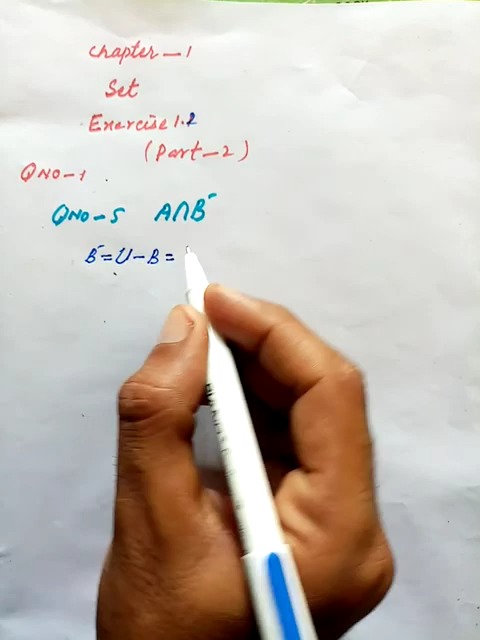 Chapter-1
Set
Exercise 1.2
(Part-2)
QNO-1.
QNO-5 A∩B'
B'=U-B=